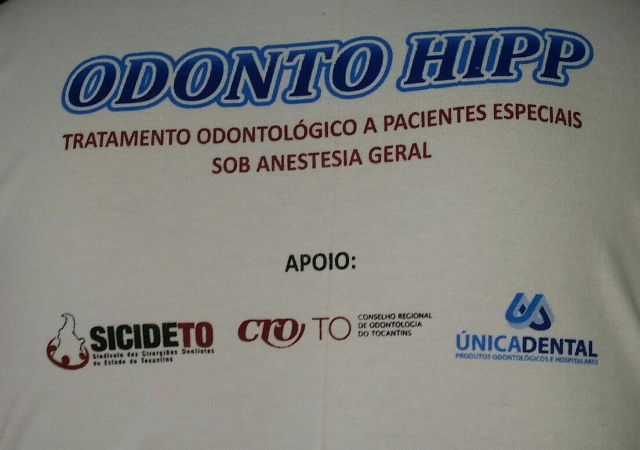 ODONTO HIPP
TRATAMENTO ODONTOLÓGICO A PACIENTES ESPECIAIS
SOB ANESTESIA GERAL
APOIO:
SICIDETO
Sindicato dos Cirurgiões Dentistas
do Estado do Tocantins
cro TO
CONSELHO REGIONAL
DE ODONTOLOGIA
DO TOCANTINS
ÚNICADENTAL
PRODUTOS ODONTOLÓGICOS E HOSPITALARES